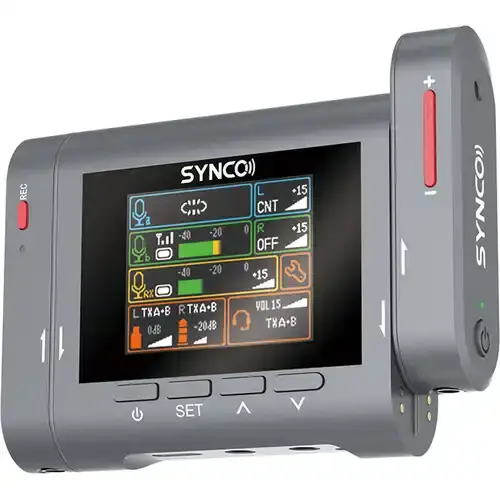 SYNCO
REC
a
L +15
CNT
b -40 -20 0
R +15
OFF
RX -40 -20 0
+15
L TXA+B R TXA+B
0dB -20dB
VOL15
TXA+B
SET
+
−
SYNCO